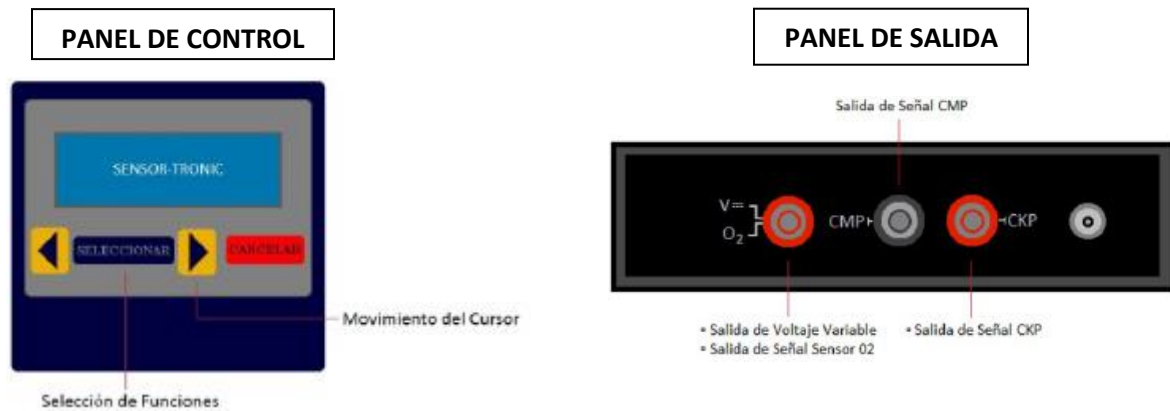 PANEL DE CONTROL
SENSOR-TRONIC
SELECCIONAR
CANCELAR
Movimiento del Cursor
Selección de Funciones
PANEL DE SALIDA
Salida de Señal CMP
V=
O2
CMP
CKP
▪ Salida de Voltaje Variable
▪ Salida de Señal Sensor 02
▪ Salida de Señal CKP